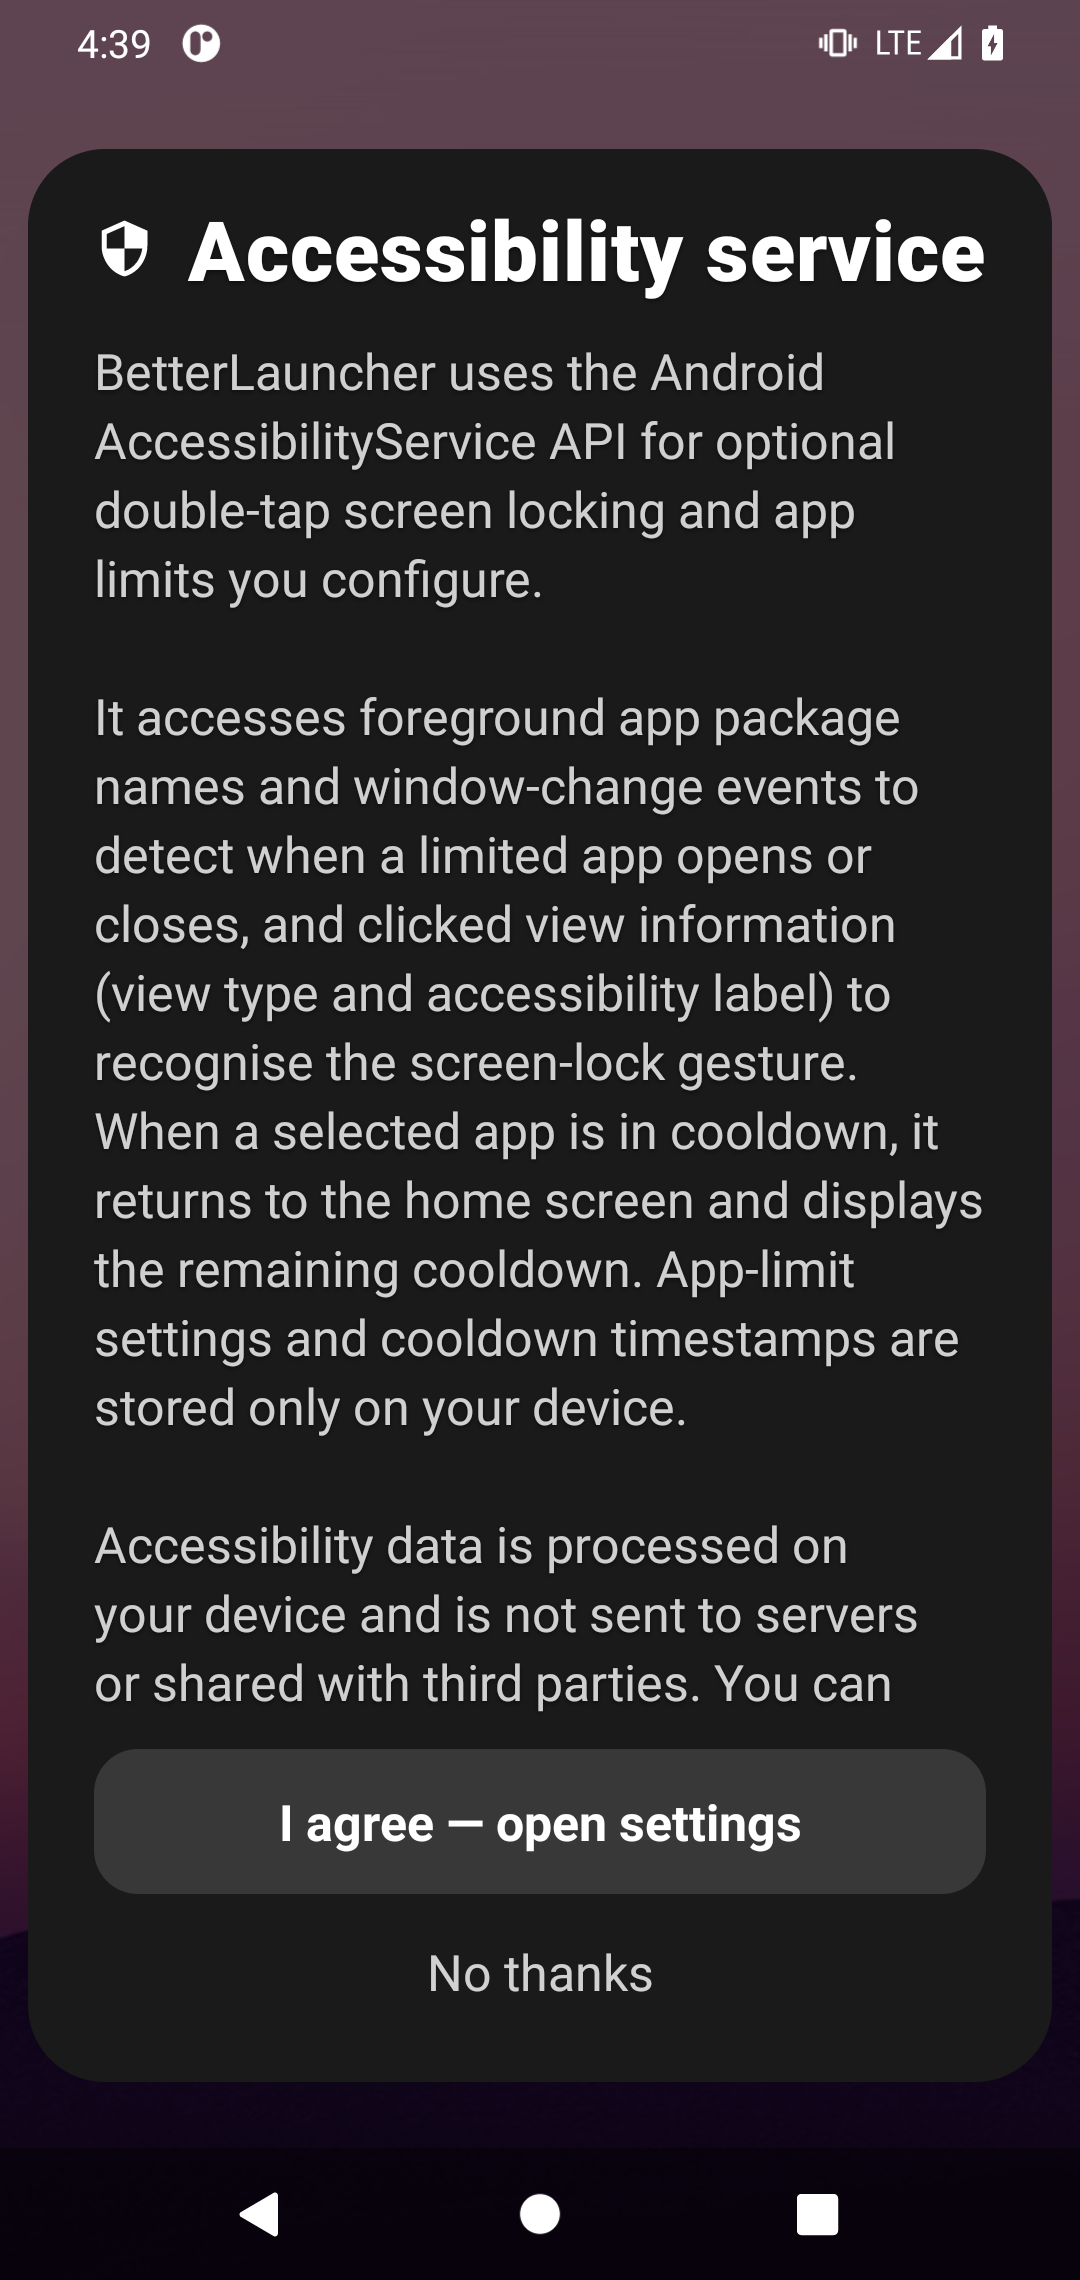 4:39
LTE
Accessibility service
BetterLauncher uses the Android
AccessibilityService API for optional
double-tap screen locking and app
limits you configure.
It accesses foreground app package
names and window-change events to
detect when a limited app opens or
closes, and clicked view information
(view type and accessibility label) to
recognise the screen-lock gesture.
When a selected app is in cooldown, it
returns to the home screen and displays
the remaining cooldown. App-limit
settings and cooldown timestamps are
stored only on your device.
Accessibility data is processed on
your device and is not sent to servers
or shared with third parties. You can
I agree — open settings
No thanks